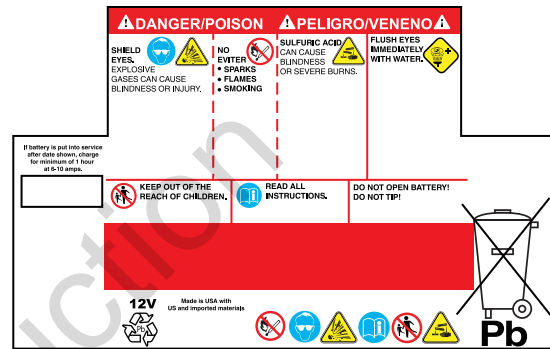 DANGER/POISON
PELIGRO/VENENO
SHIELD
EYES.
EXPLOSIVE
GASES CAN CAUSE
BLINDNESS OR INJURY.
NO
EVITER
• SPARKS
• FLAMES
• SMOKING
SULFURIC ACID
CAN CAUSE
BLINDNESS
OR SEVERE BURNS.
FLUSH EYES
IMMEDIATELY
WITH WATER.
If battery is put into service
after date shown, charge
for minimum of 1 hour
at 6-10 amps.
KEEP OUT OF THE
REACH OF CHILDREN.
READ ALL
INSTRUCTIONS.
DO NOT OPEN BATTERY!
DO NOT TIP!
12V
Pb
Made is USA with
US and imported materials
Pb
uction